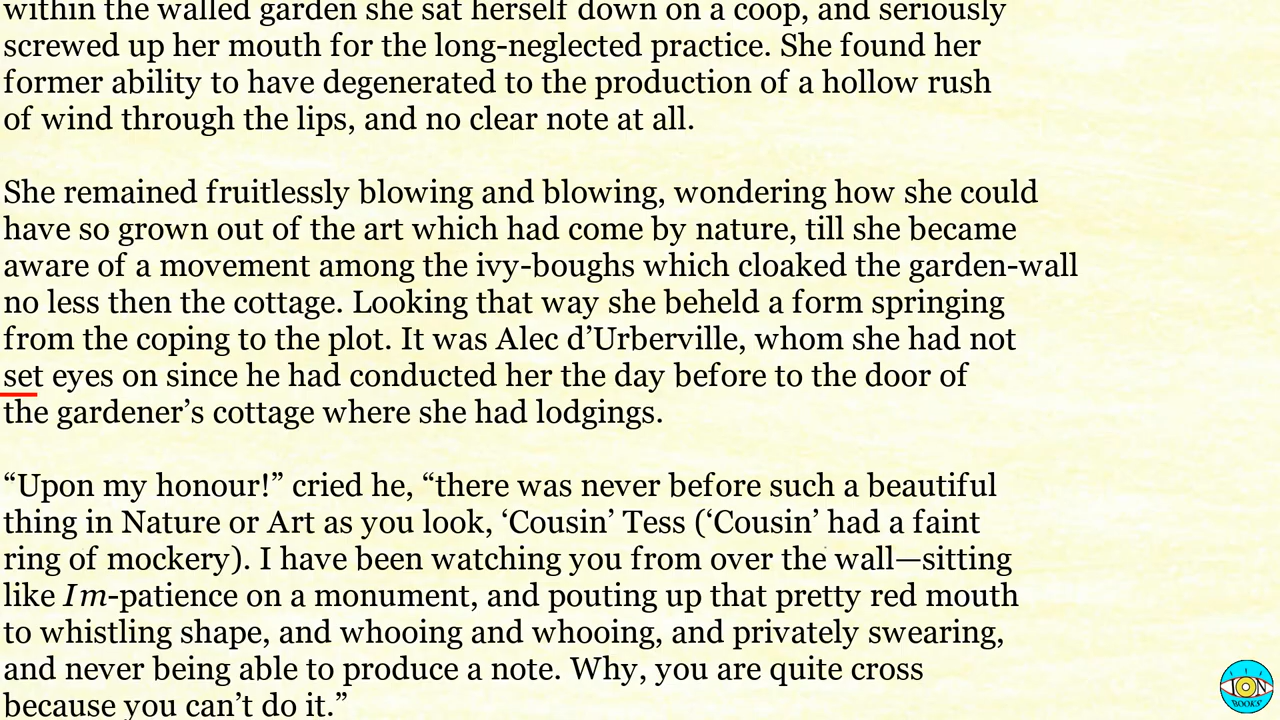 within the walled garden she sat herself down on a coop, and seriously
screwed up her mouth for the long-neglected practice. She found her
former ability to have degenerated to the production of a hollow rush
of wind through the lips, and no clear note at all.
She remained fruitlessly blowing and blowing, wondering how she could
have so grown out of the art which had come by nature, till she became
aware of a movement among the ivy-boughs which cloaked the garden-wall
no less then the cottage. Looking that way she beheld a form springing
from the coping to the plot. It was Alec d’Urberville, whom she had not
set eyes on since he had conducted her the day before to the door of
the gardener’s cottage where she had lodgings.
“Upon my honour!” cried he, “there was never before such a beautiful
thing in Nature or Art as you look, ‘Cousin’ Tess (‘Cousin’ had a faint
ring of mockery). I have been watching you from over the wall—sitting
like Im-patience on a monument, and pouting up that pretty red mouth
to whistling shape, and whooing and whooing, and privately swearing,
and never being able to produce a note. Why, you are quite cross
because you can’t do it.”
ION
BOOKS